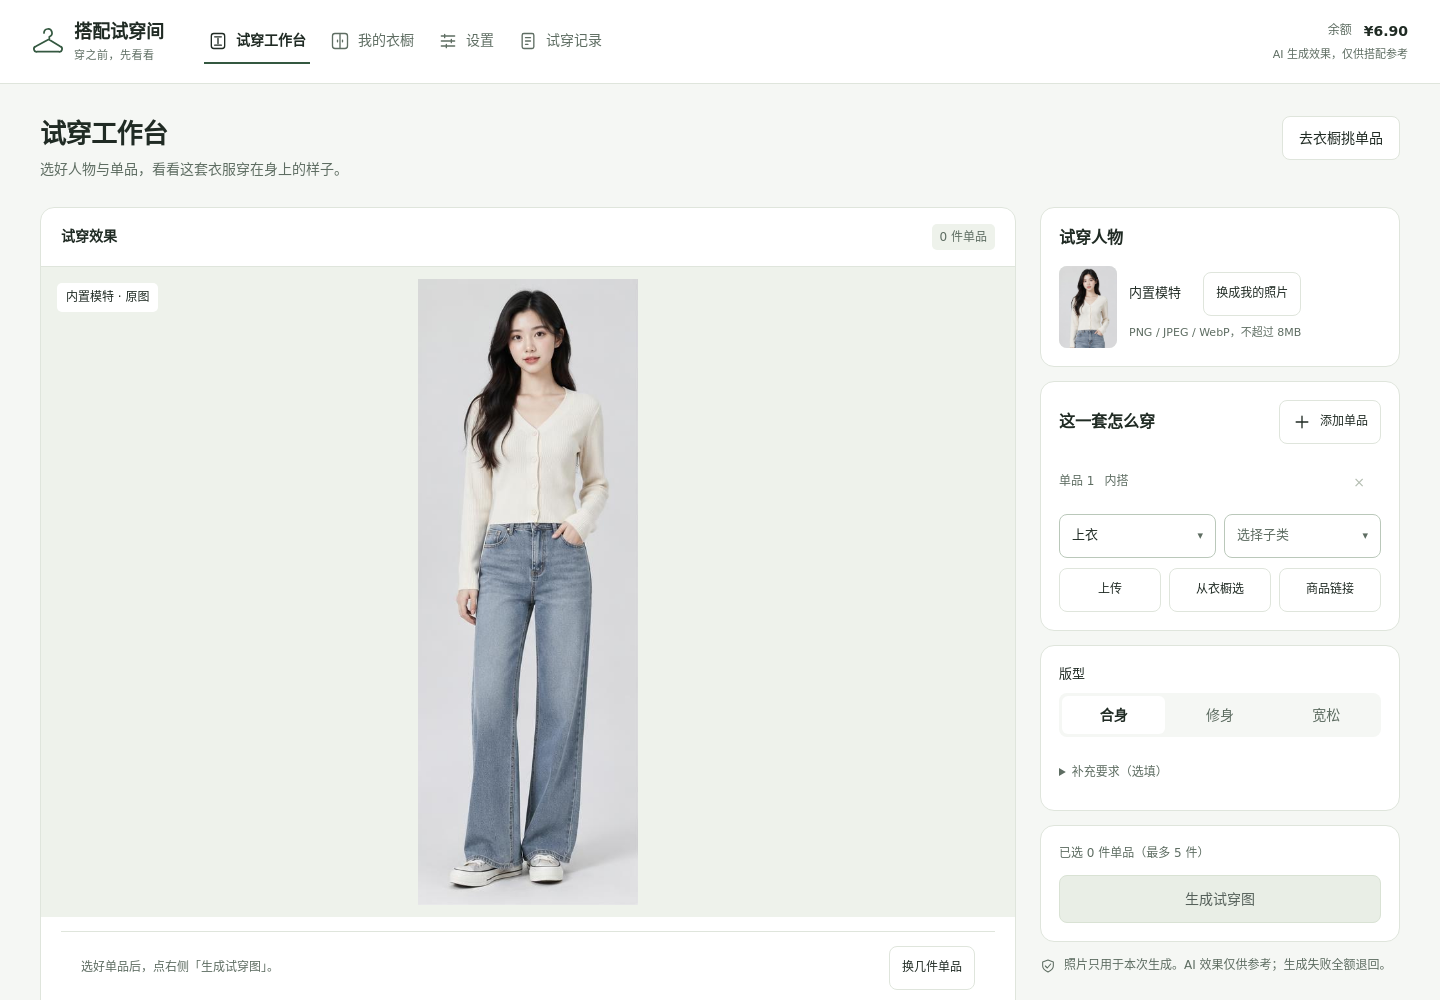 搭配试穿间
穿之前，先看看
试穿工作台
我的衣橱
设置
试穿记录
余额 ¥6.90
AI 生成效果，仅供搭配参考
试穿工作台
选好人物与单品，看看这套衣服穿在身上的样子。
去衣橱挑单品
试穿效果
0 件单品
内置模特 · 原图
选好单品后，点右侧「生成试穿图」。
换几件单品
试穿人物
内置模特
换成我的照片
PNG / JPEG / WebP，不超过 8MB
这一套怎么穿
添加单品
单品 1 内搭
×
上衣
选择子类
上传
从衣橱选
商品链接
版型
合身
修身
宽松
补充要求（选填）
已选 0 件单品（最多 5 件）
生成试穿图
照片只用于本次生成。AI 效果仅供参考；生成失败全额退回。